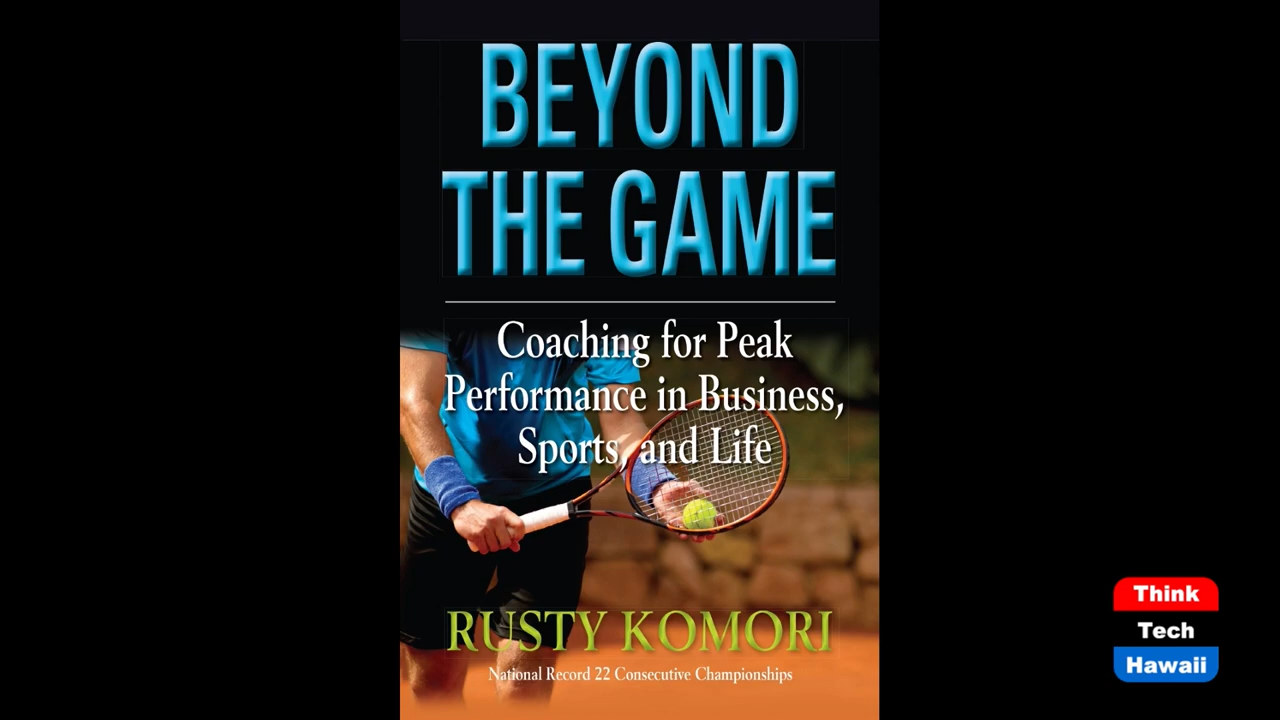 BEYOND
THE GAME
Coaching for Peak
Performance in Business,
Sports, and Life
RUSTY KOMORI
National Record 22 Consecutive Championships
Think
Tech
Hawaii